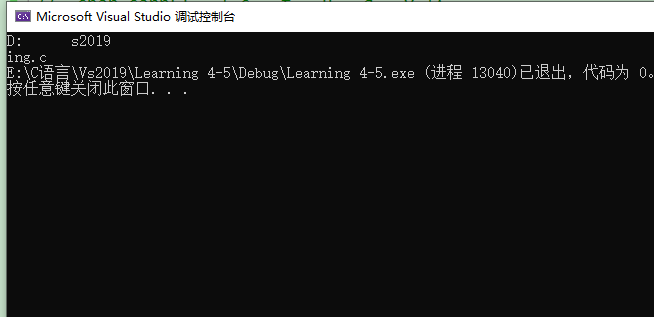 Microsoft Visual Studio 调试控制台
D:      s2019
ing.c
E:\C语言\Vs2019\Learning 4-5\Debug\Learning 4-5.exe (进程 13040)已退出，代码为 0。
按任意键关闭此窗口. . .